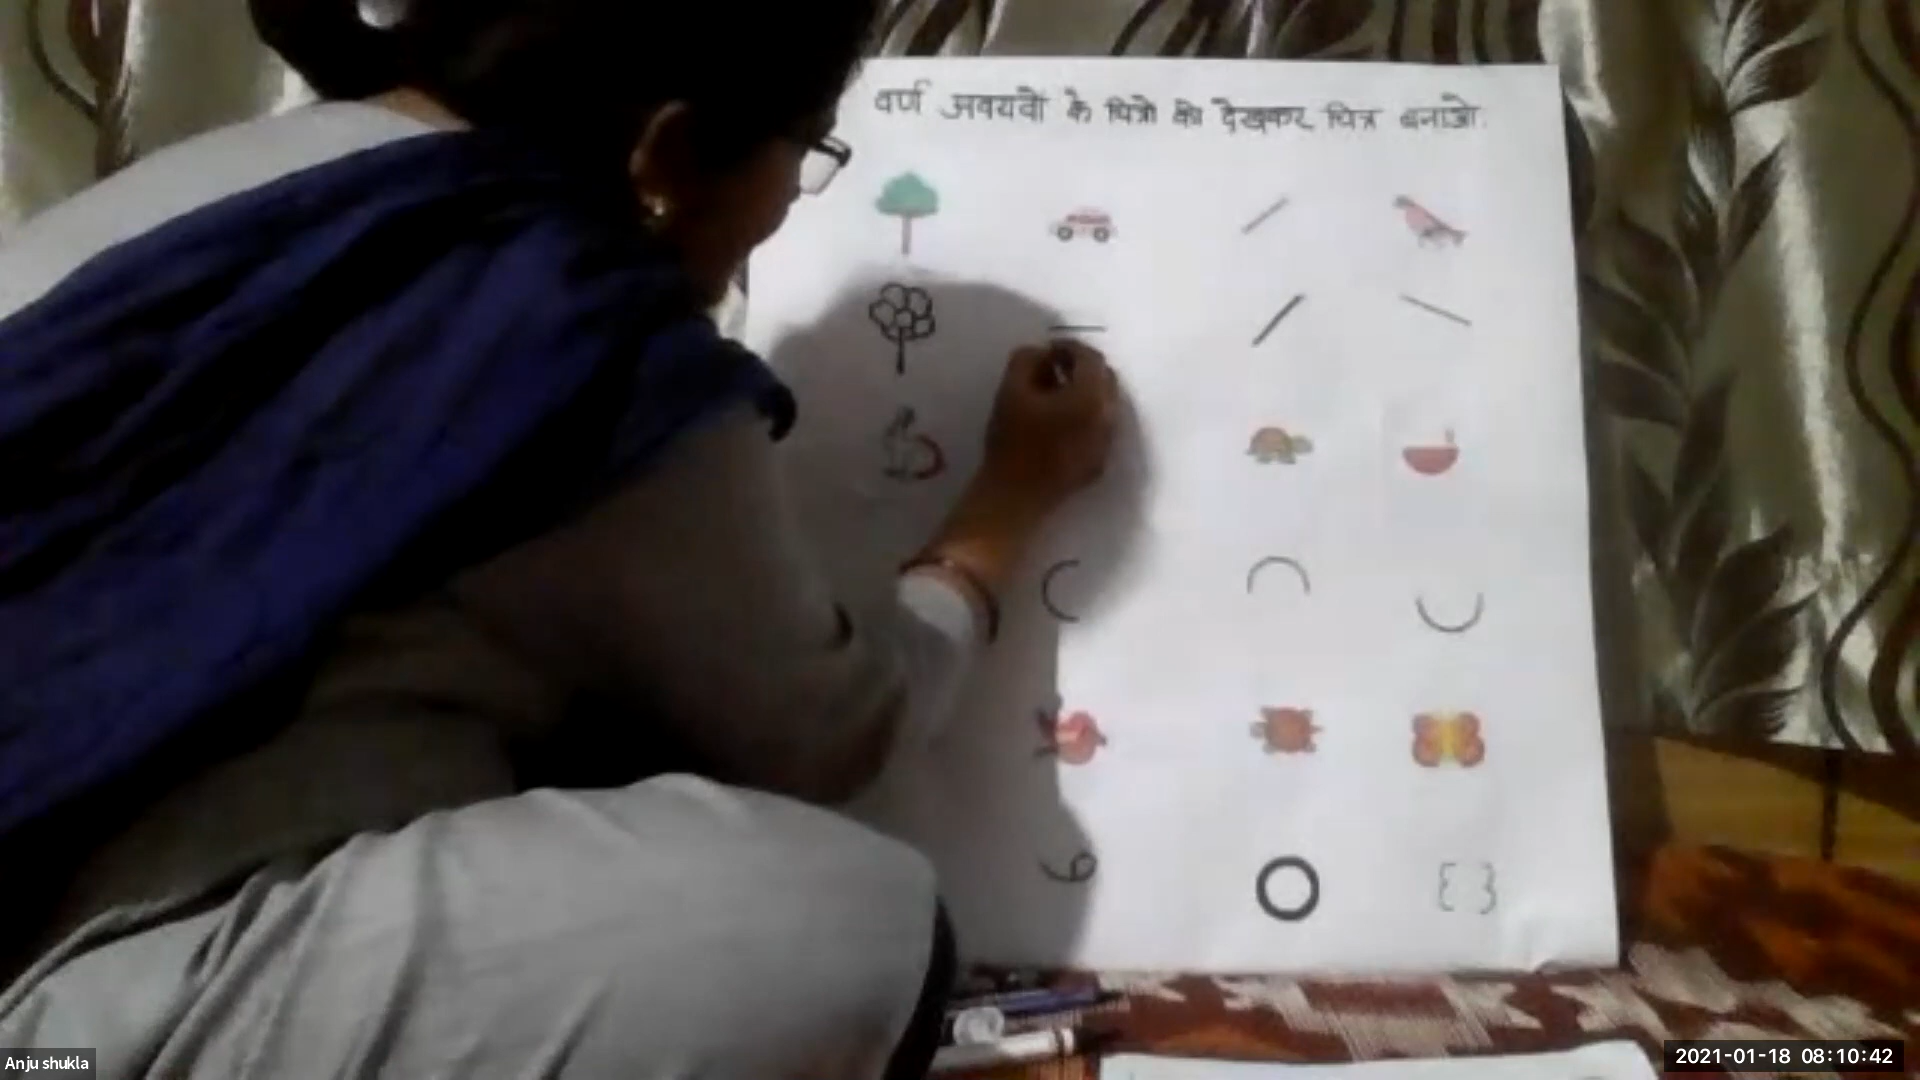 वर्ण अवयवों के चित्रों को देखकर चित्र बनाओ.
Anju shukla
2021-01-18 08:10:42